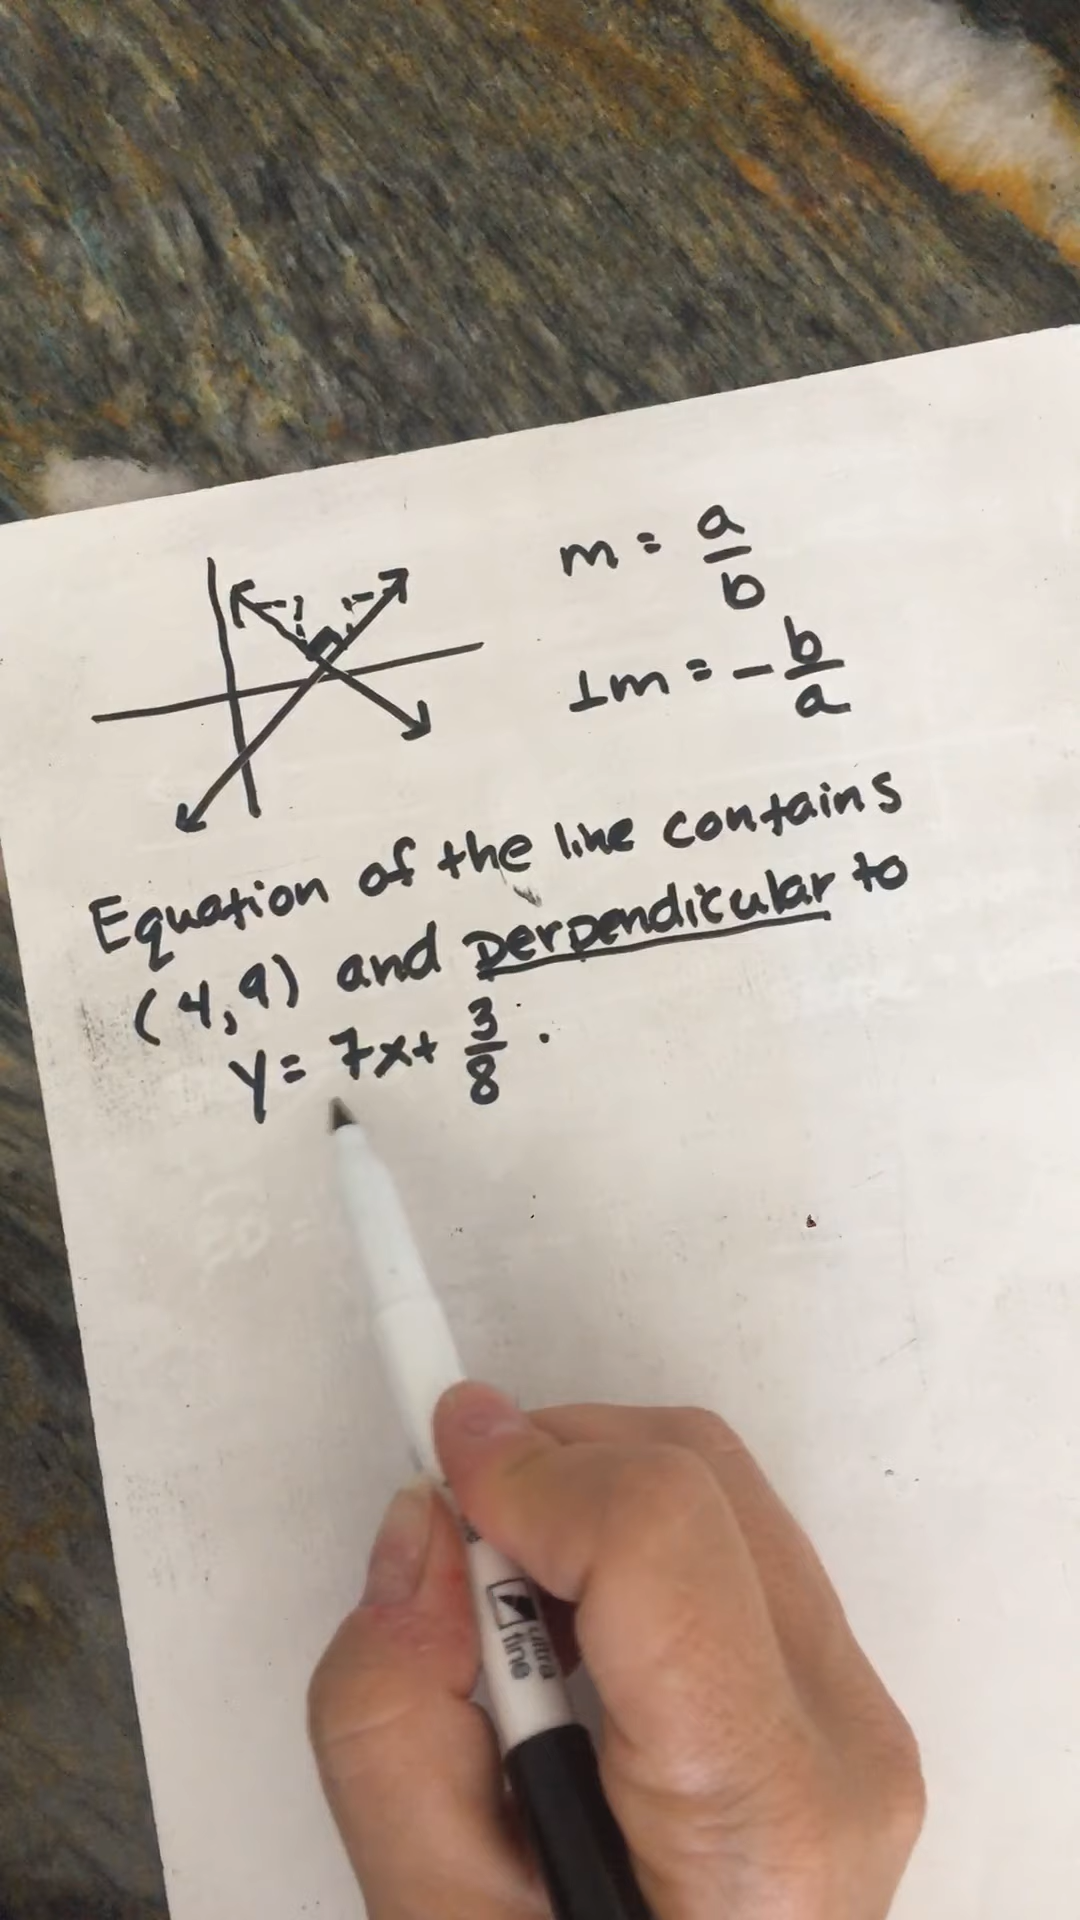 m = a/b
⊥m = -b/a
Equation of the line contains
(4,9) and perpendicular to
y = 7x + 3/8.
ultra
fine